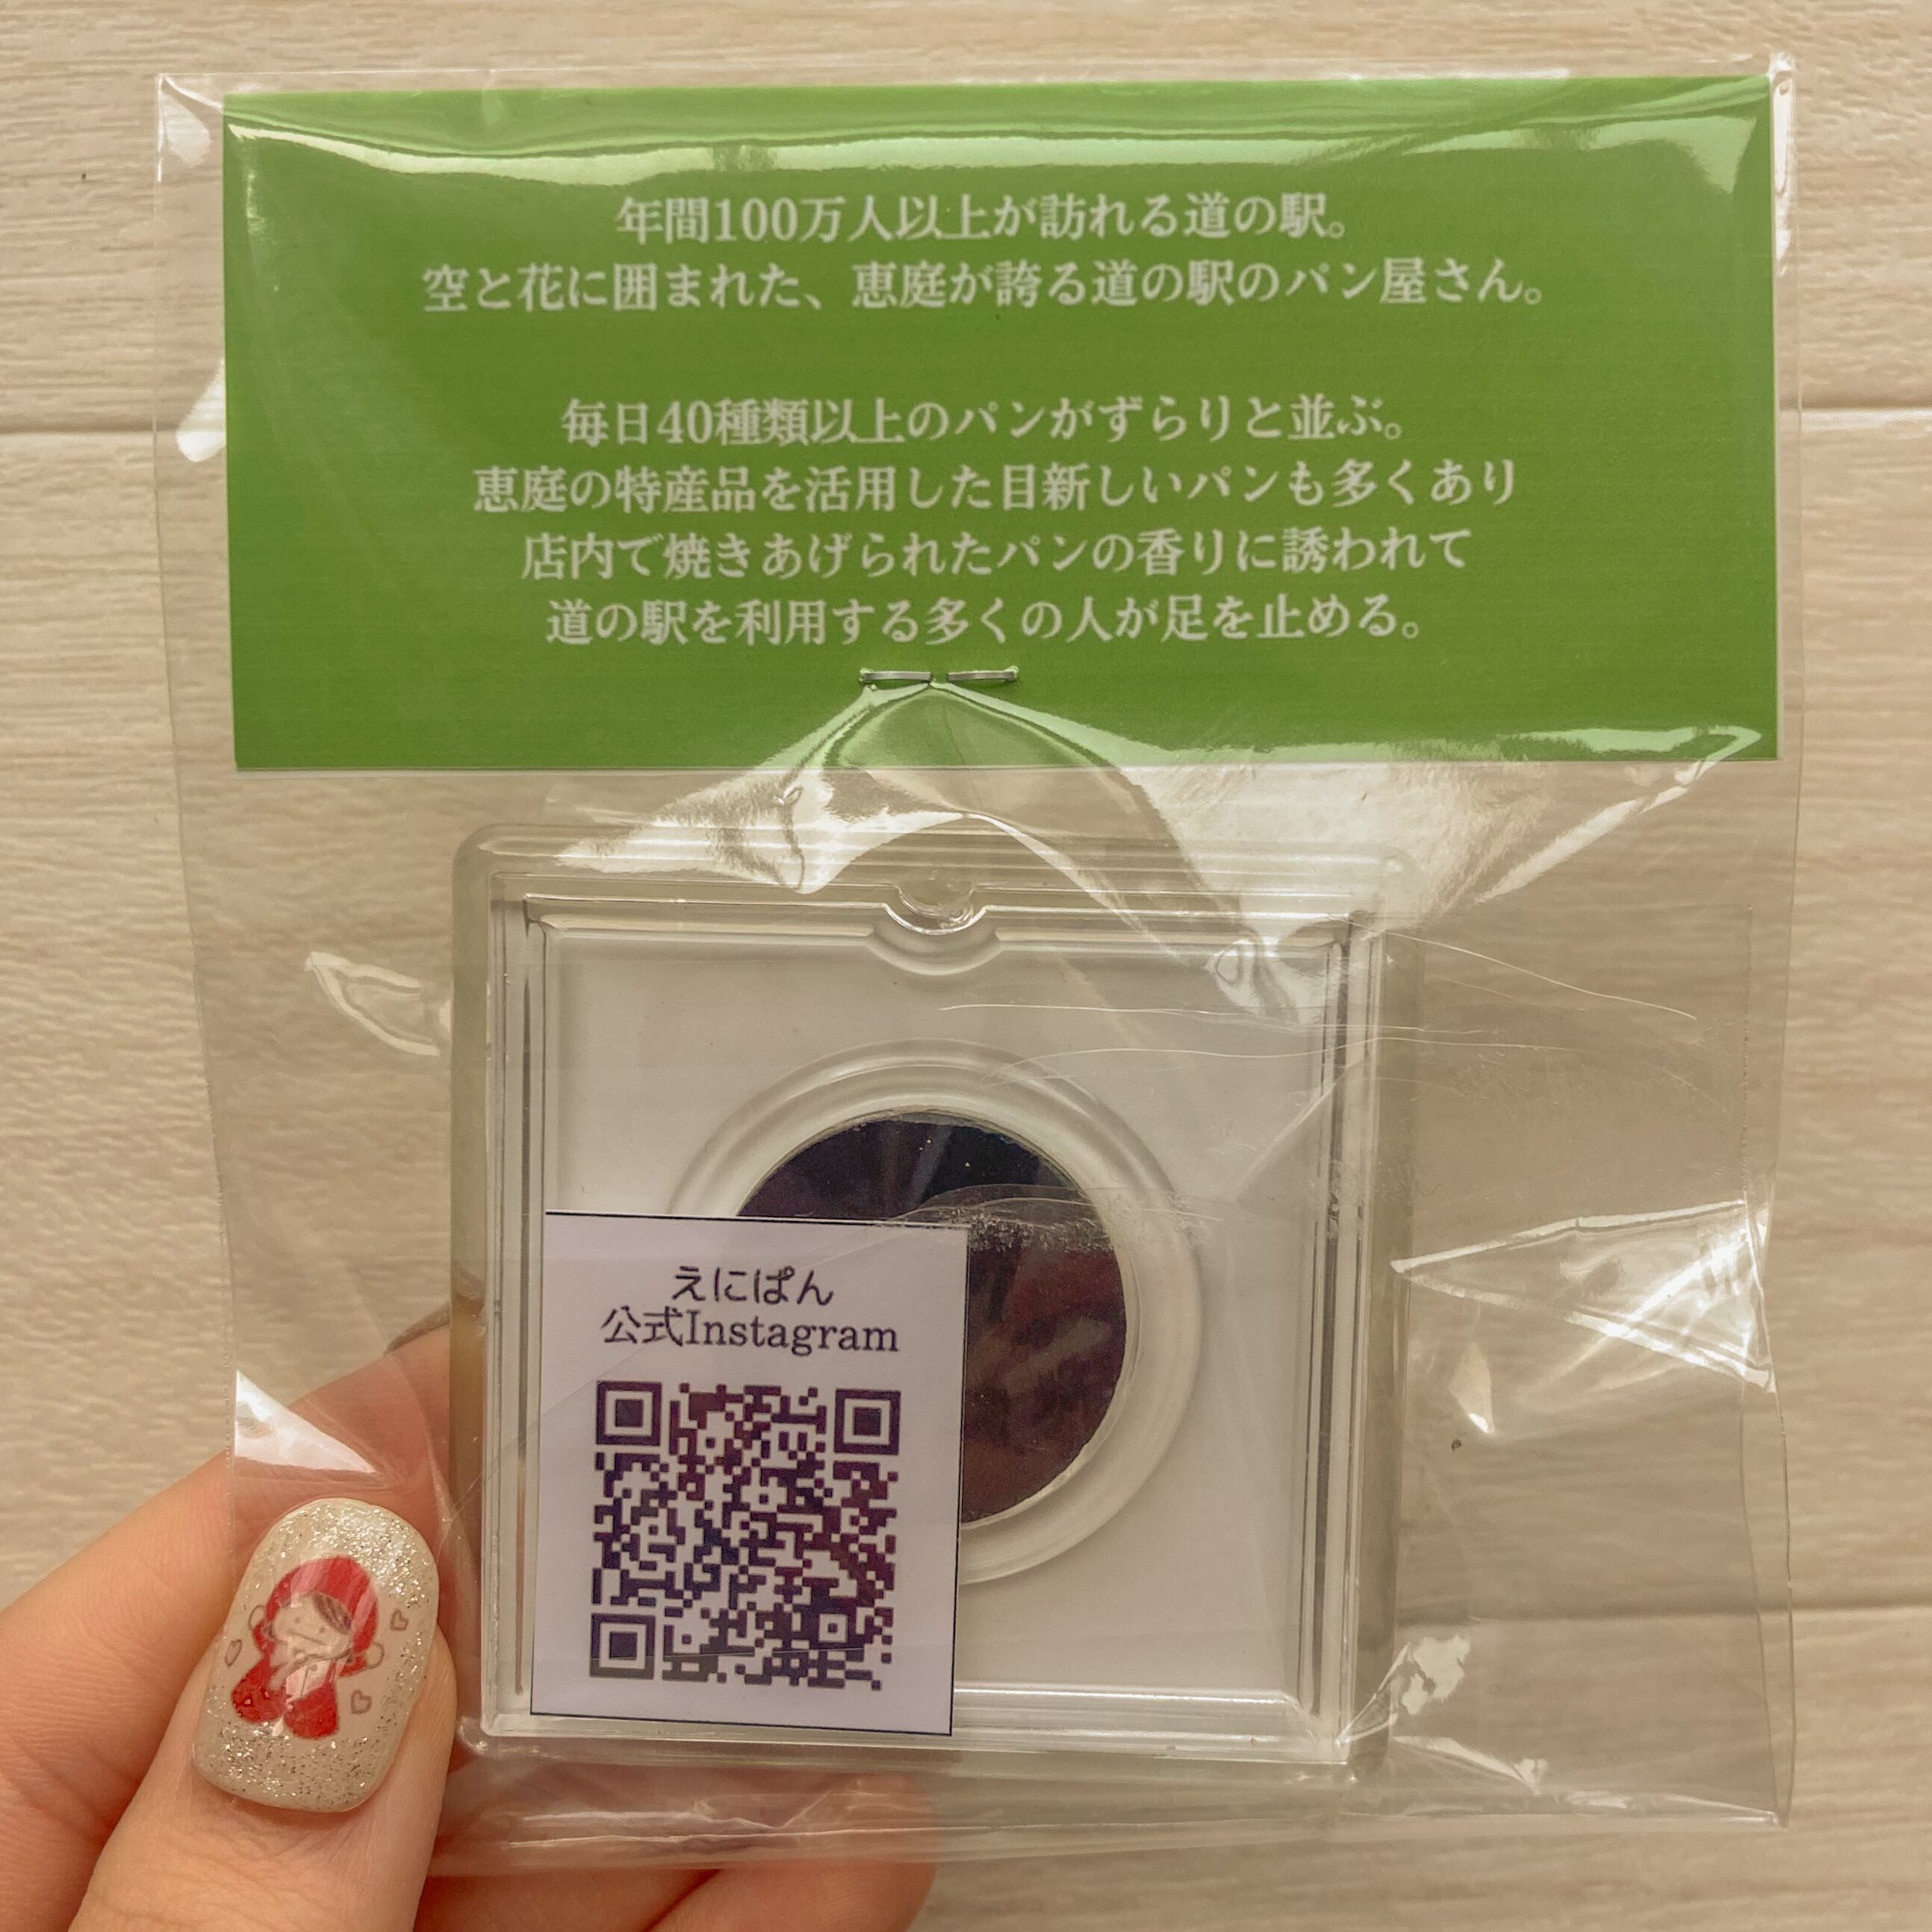 年間100万人以上が訪れる道の駅。
空と花に囲まれた、恵庭が誇る道の駅のパン屋さん。
毎日40種類以上のパンがずらりと並ぶ。
恵庭の特産品を活用した目新しいパンも多くあり
店内で焼きあげられたパンの香りに誘われて
道の駅を利用する多くの人が足を止める。
えにぱん
公式Instagram